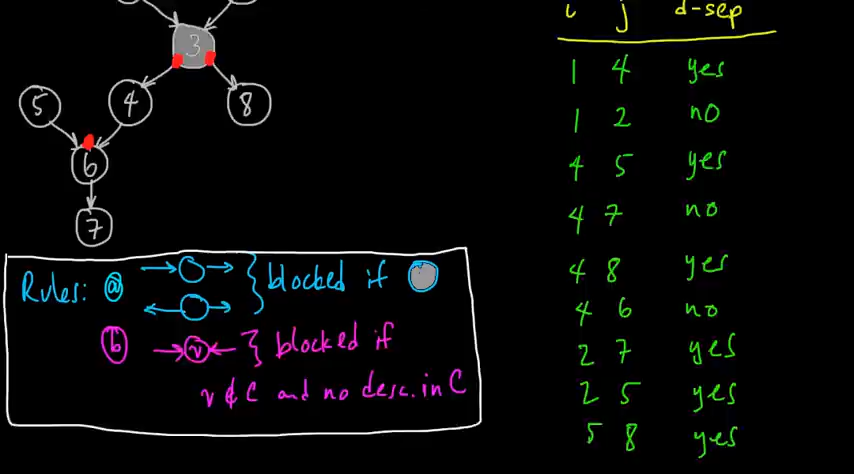 i j d-sep
3
1 4 yes
5 4 8
1 2 no
6
4 5 yes
7
4 7 no
Rules: (a) } blocked if
4 8 yes
4 6 no
(b) v } blocked if
2 7 yes
v ∉ C and no desc. in C
2 5 yes
5 8 yes